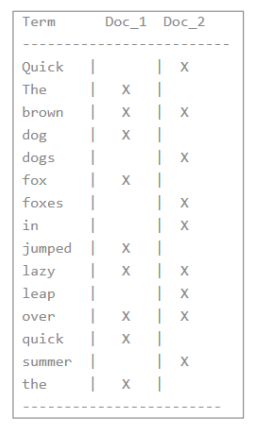 Term      Doc_1  Doc_2
-------------------------
Quick   |       |  X
The     |   X   |
brown   |   X   |  X
dog     |   X   |
dogs    |       |  X
fox     |   X   |
foxes   |       |  X
in      |       |  X
jumped  |   X   |
lazy    |   X   |  X
leap    |       |  X
over    |   X   |  X
quick   |   X   |
summer  |       |  X
the     |   X   |
------------------------